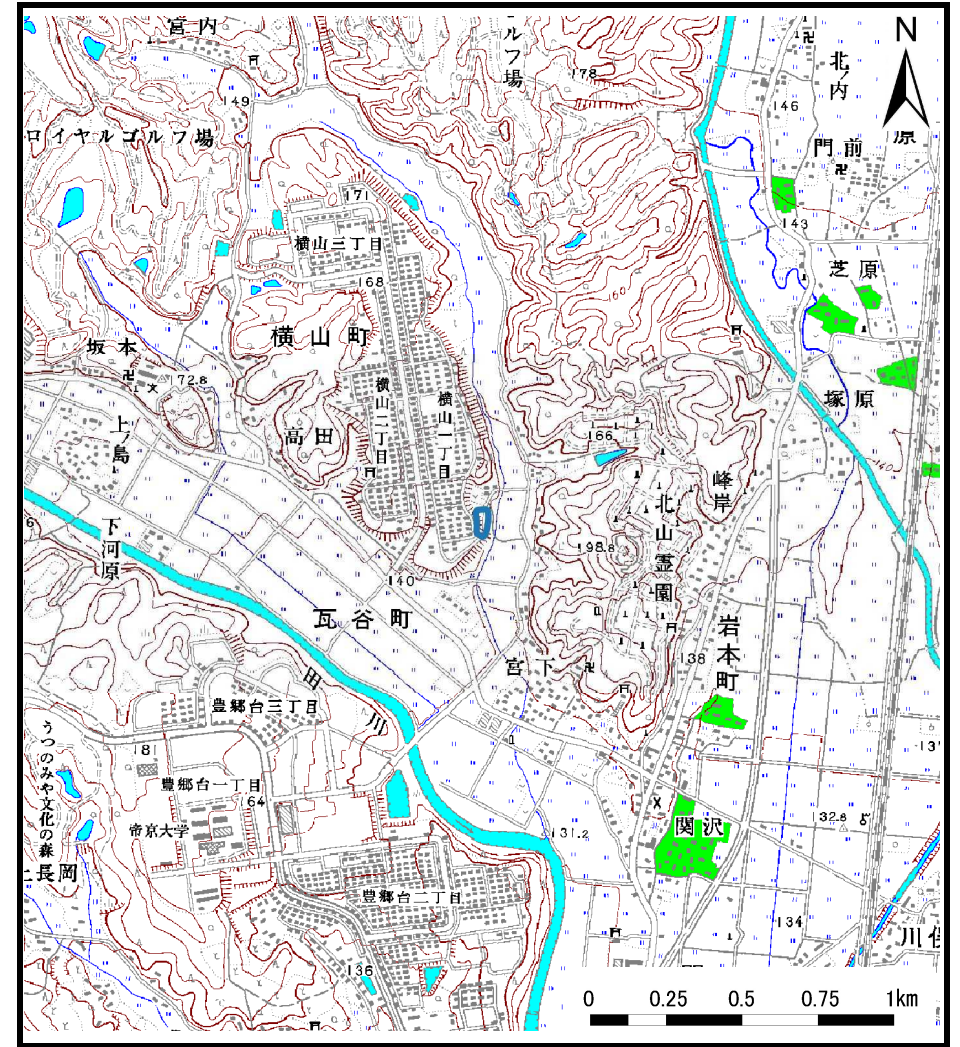 宮内
ルフ場
178
N
北ノ内
149
146
ロイヤルゴルフ場
門前
原
171
143
横山三丁目
芝原
168
横山町
坂本
72.8
横山二丁目
横山一丁目
塚原
140
上ノ島
高田
166
峰岸
北山霊園
198.8
下河原
140
瓦谷町
岩本町
138
宮下
田川
豊郷台三丁目
うつのみや文化の森
181
豊郷台一丁目
164
帝京大学
131.2
関沢
32.8
長岡
豊郷台二丁目
134
136
0 0.25 0.5 0.75 1km